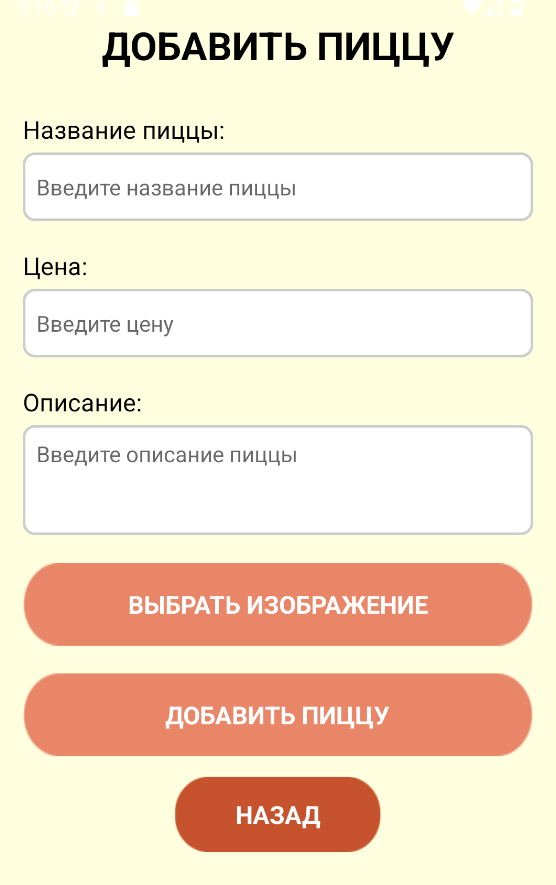 ДОБАВИТЬ ПИЦЦУ
Название пиццы:
Введите название пиццы
Цена:
Введите цену
Описание:
Введите описание пиццы
ВЫБРАТЬ ИЗОБРАЖЕНИЕ
ДОБАВИТЬ ПИЦЦУ
НАЗАД